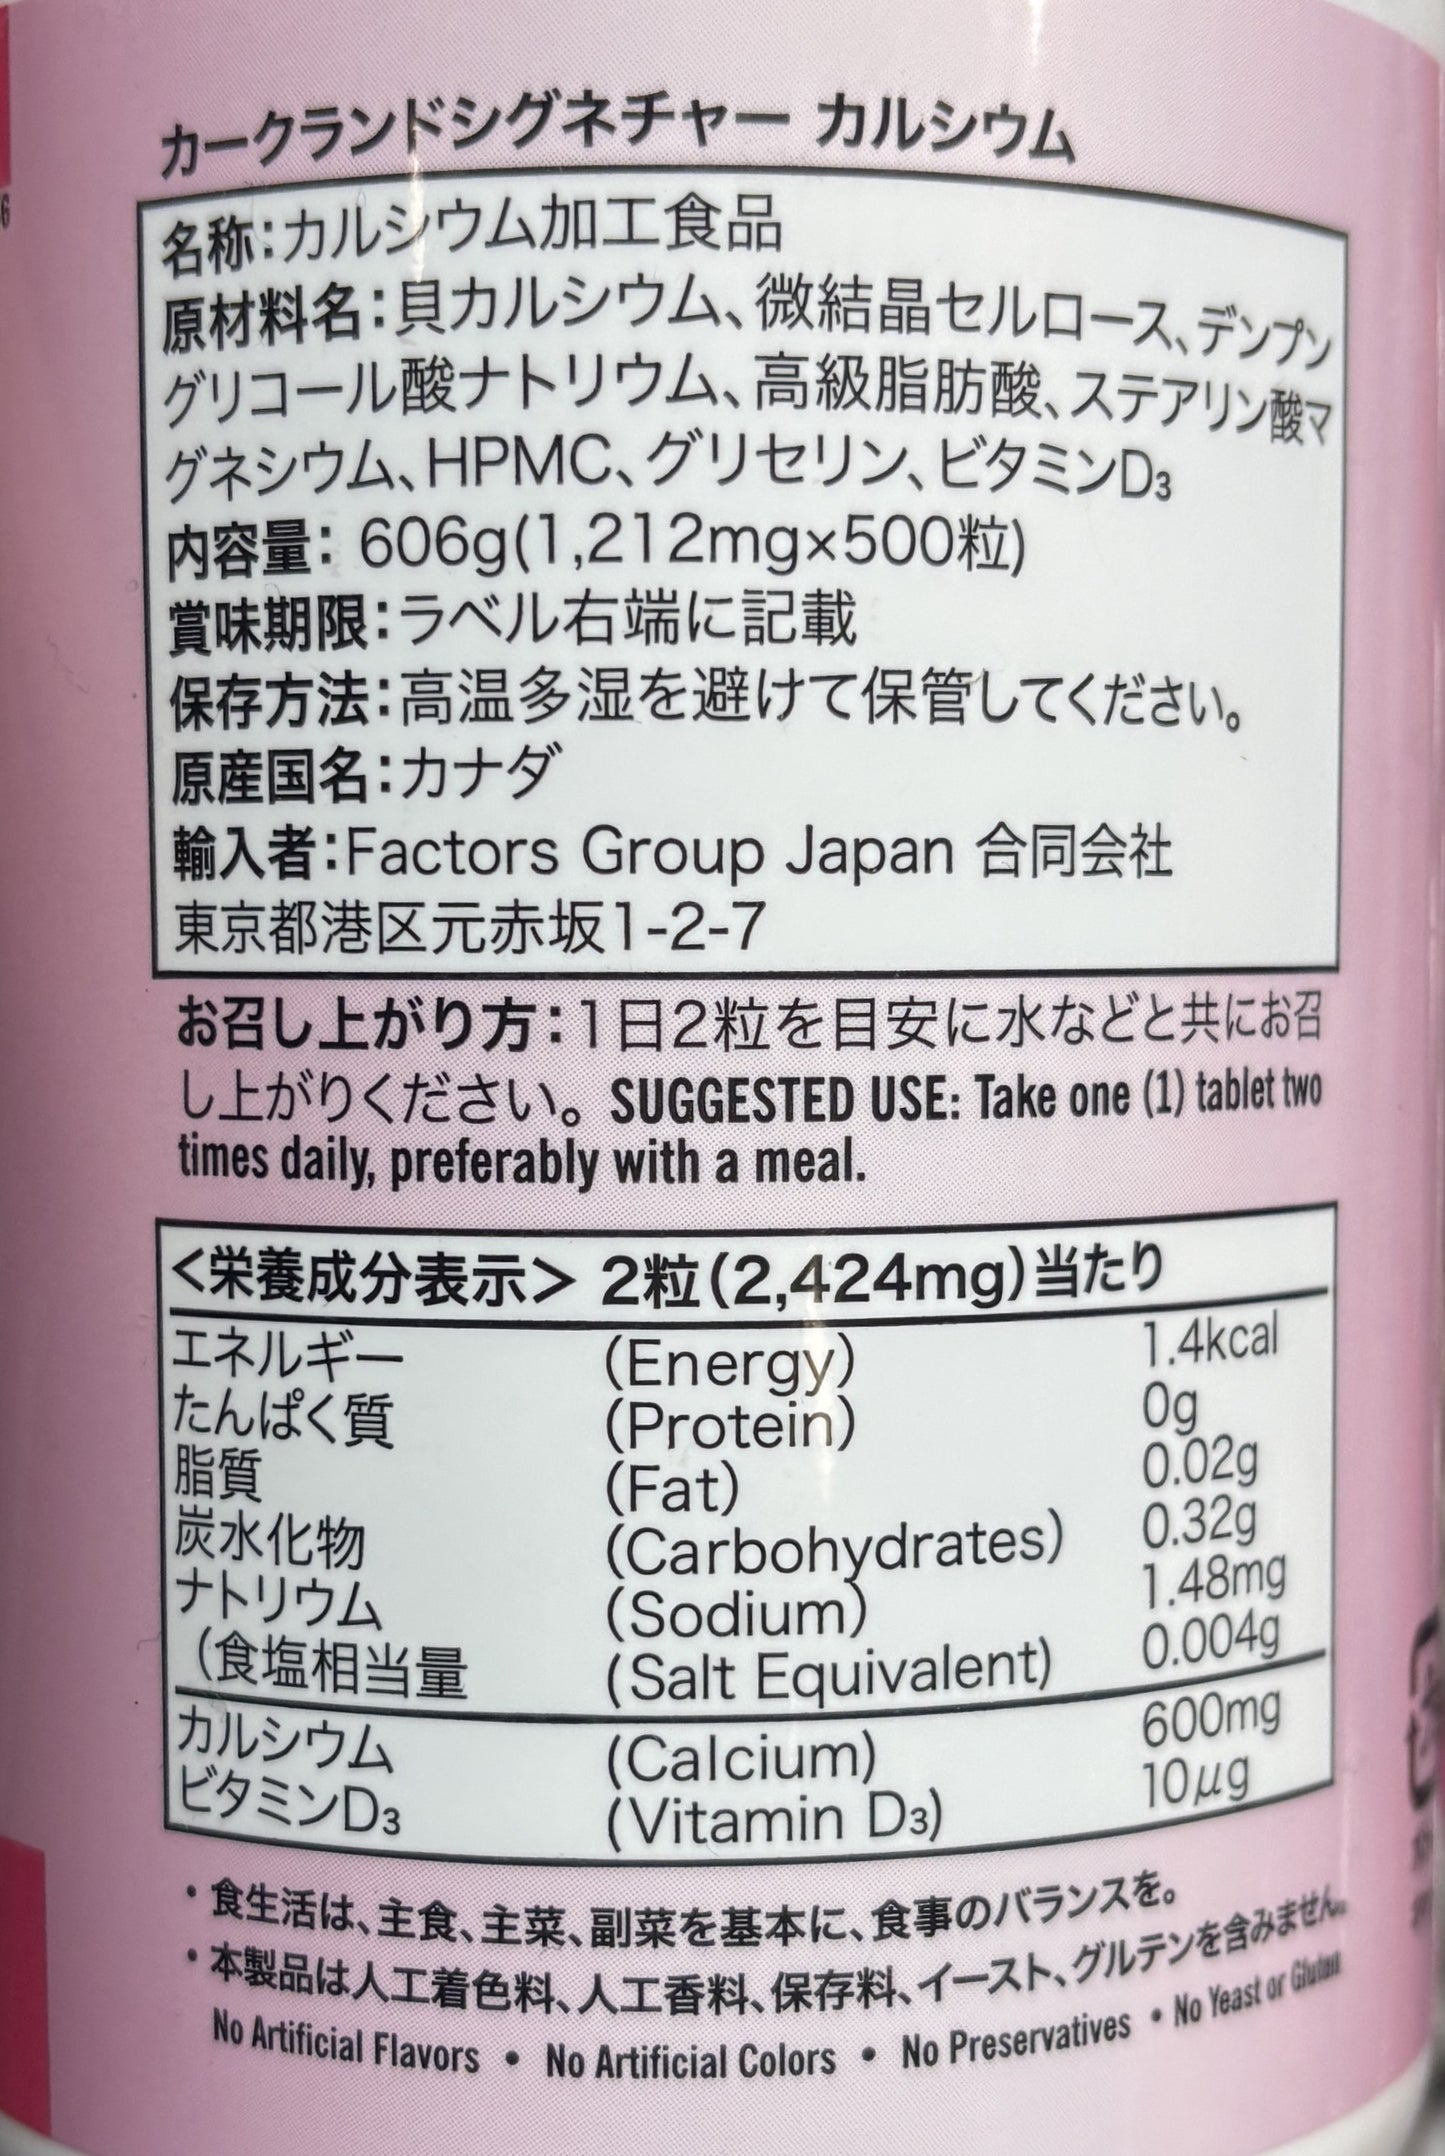 カークランドシグネチャー カルシウム
名称:カルシウム加工食品
原材料名:貝カルシウム、微結晶セルロース、デンプン
グリコール酸ナトリウム、高級脂肪酸、ステアリン酸マ
グネシウム、HPMC、グリセリン、ビタミンD3
内容量: 606g(1,212mg×500粒)
賞味期限:ラベル右端に記載
保存方法:高温多湿を避けて保管してください。
原産国名:カナダ
輸入者:Factors Group Japan 合同会社
東京都港区元赤坂1-2-7
お召し上がり方:1日2粒を目安に水などと共にお召
し上がりください。 SUGGESTED USE: Take one (1) tablet two
times daily, preferably with a meal.
<栄養成分表示> 2粒(2,424mg)当たり
エネルギー (Energy) 1.4kcal
たんぱく質 (Protein) 0g
脂質 (Fat) 0.02g
炭水化物 (Carbohydrates) 0.32g
ナトリウム (Sodium) 1.48mg
(食塩相当量 (Salt Equivalent) 0.004g
カルシウム (Calcium) 600mg
ビタミンD3 (Vitamin D3) 10μg
・食生活は、主食、主菜、副菜を基本に、食事のバランスを。
・本製品は人工着色料、人工香料、保存料、イースト、グルテンを含みません。
No Artificial Flavors • No Artificial Colors • No Preservatives • No Yeast or Gluten